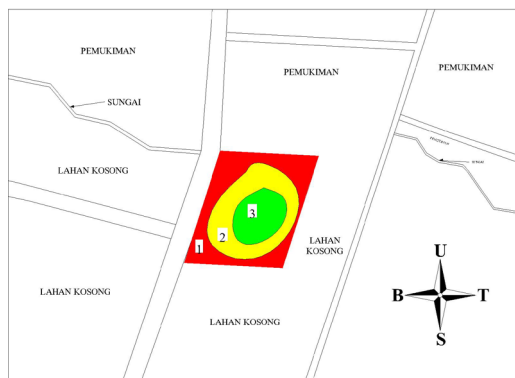 PEMUKIMAN
PEMUKIMAN
PEMUKIMAN
SUNGAI
LAHAN KOSONG
LAHAN KOSONG
LAHAN
KOSONG
LAHAN KOSONG
1
2
3
U
B
T
S